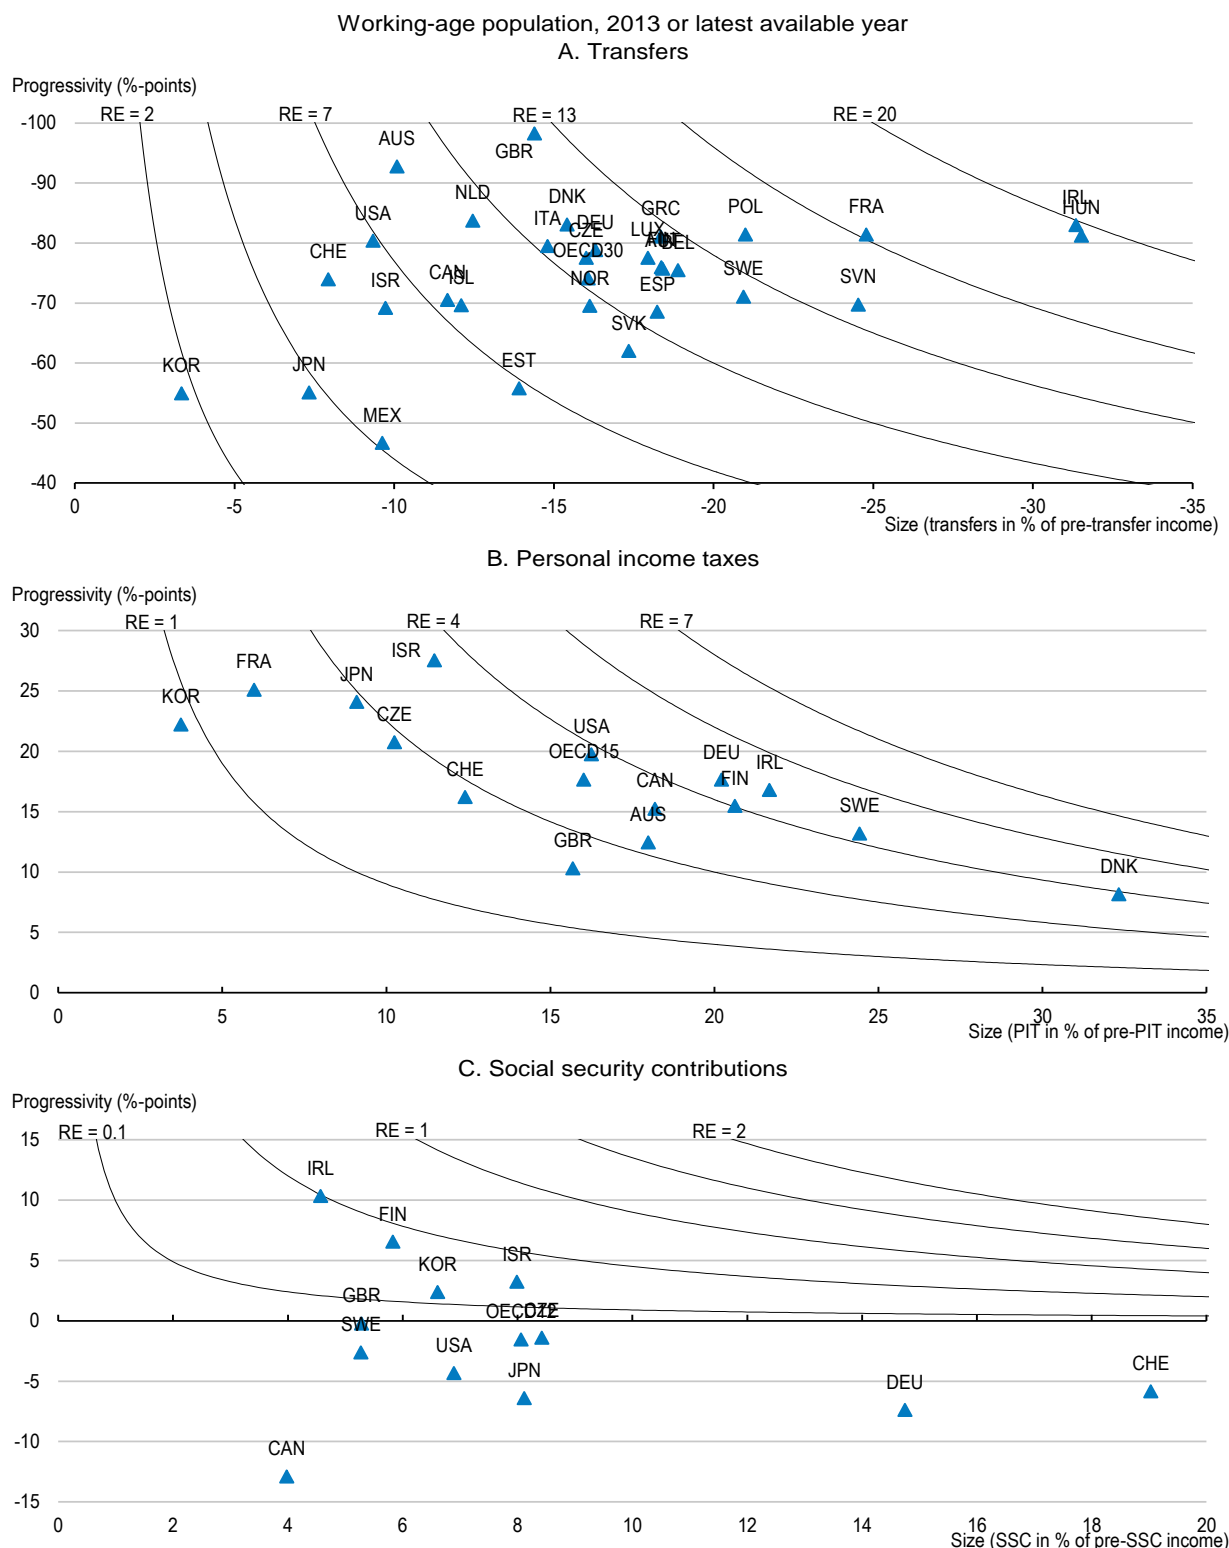 Working-age population, 2013 or latest available year
A. Transfers
Progressivity (%-points)
RE = 2 RE = 7 RE = 13 RE = 20
-100
AUS
GBR
-90
NLD DNK GRC POL FRA IRL
HUN
USA ITA DEU LUX
-80
CZE
CHE OECD30 BEL
ISR CAN ISL NOR ESP SWE SVN
-70
SVK
-60
KOR JPN EST
-50
MEX
-40
0 -5 -10 -15 -20 -25 -30 -35
Size (transfers in % of pre-transfer income)
B. Personal income taxes
Progressivity (%-points)
RE = 1 RE = 4 RE = 7
30
FRA JPN ISR
25
KOR
CZE USA
20
CHE OECD15 DEU IRL
CAN FIN
15
GBR AUS SWE
10
DNK
5
0
0 5 10 15 20 25 30 35
Size (PIT in % of pre-PIT income)
C. Social security contributions
Progressivity (%-points)
RE = 0.1 RE = 1 RE = 2
15
IRL
10
FIN
5
KOR ISR
GBR
0
SWE OECD12 CZE
USA JPN CHE
-5
DEU
-10
CAN
-15
0 2 4 6 8 10 12 14 16 18 20
Size (SSC in % of pre-SSC income)